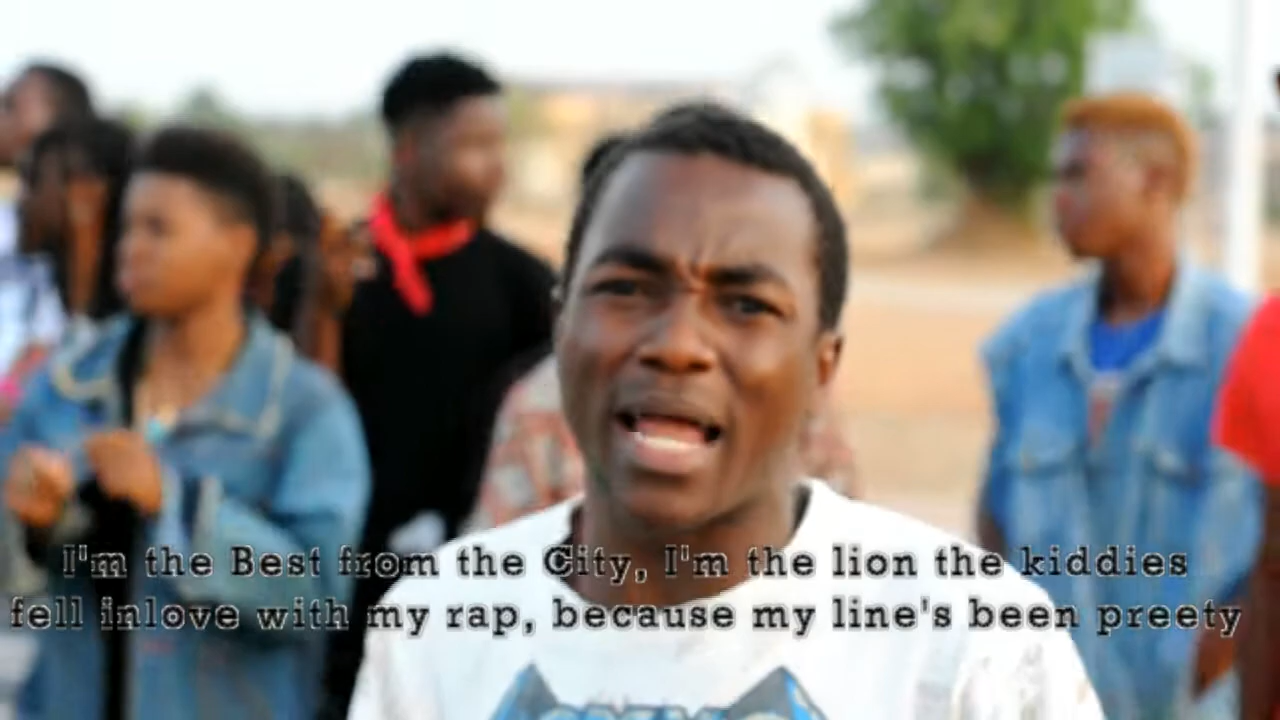 I'm the Best from the City, I'm the lion the kiddies
fell inlove with my rap, because my line's been preety